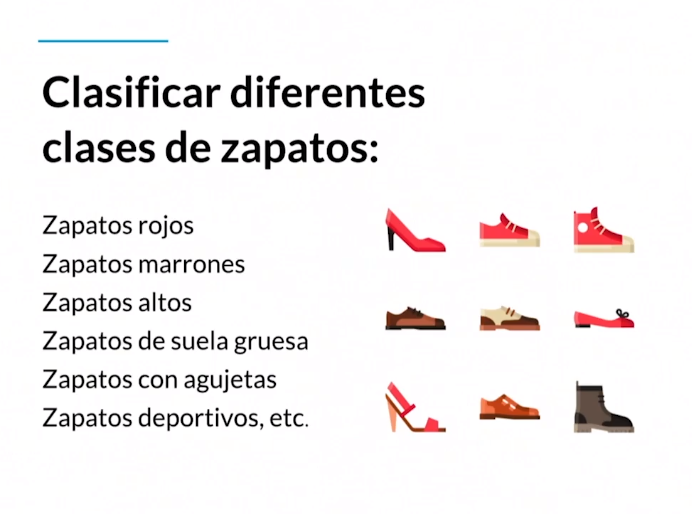 Clasificar diferentes
clases de zapatos:
Zapatos rojos
Zapatos marrones
Zapatos altos
Zapatos de suela gruesa
Zapatos con agujetas
Zapatos deportivos, etc.